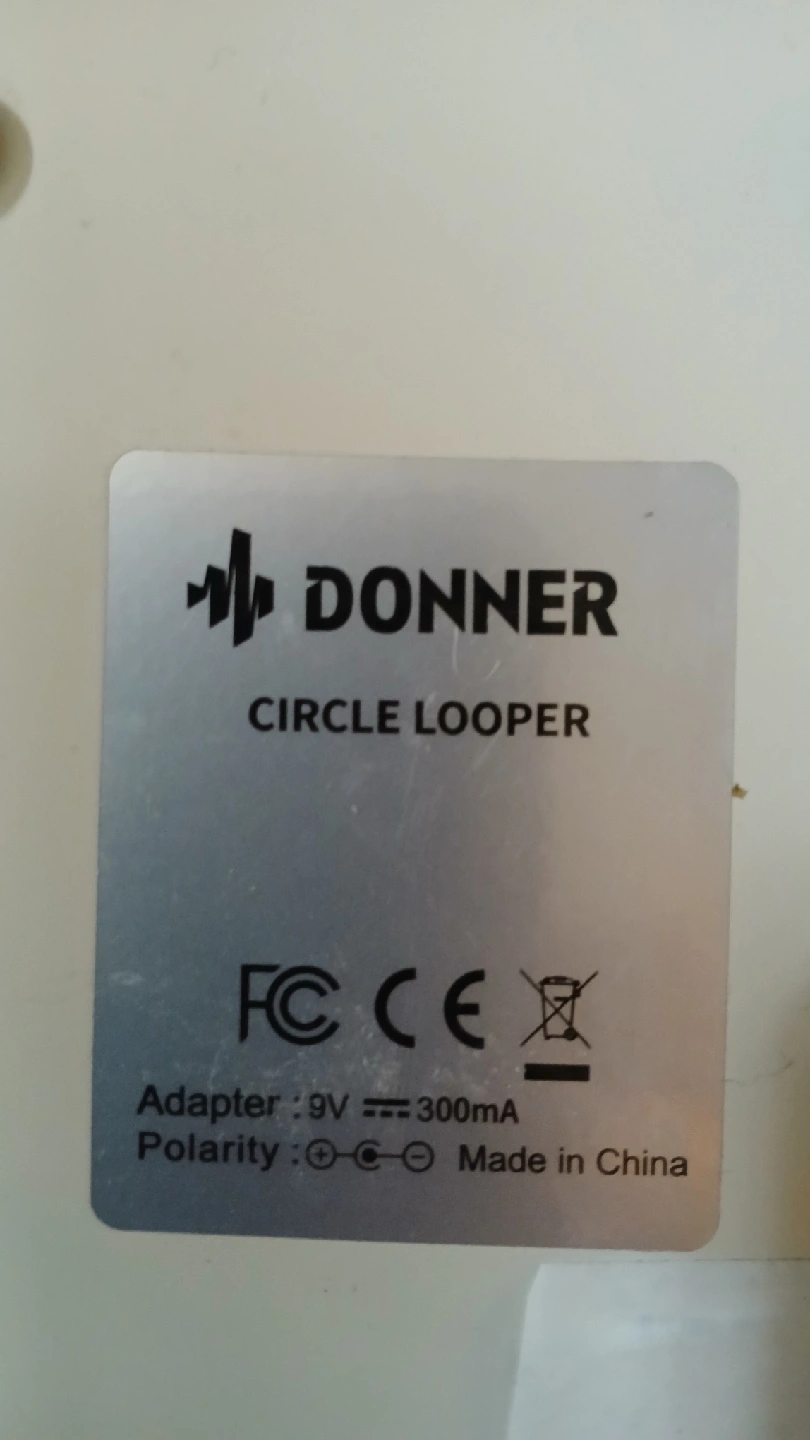 DONNER
CIRCLE LOOPER
FC CE
Adapter : 9V ⎓ 300mA
Polarity : Made in China